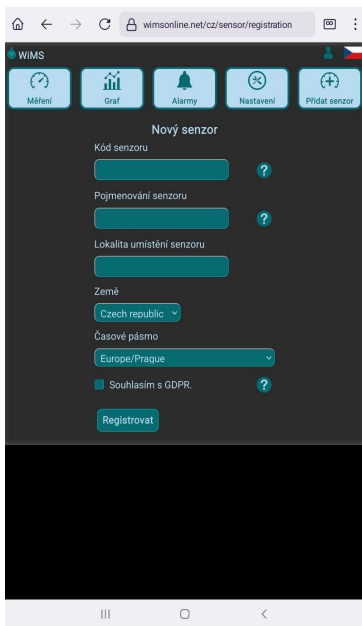 wimsonline.net/cz/sensor/registration
WiMS
Měření
Graf
Alarmy
Nastavení
Přidat senzor
Nový senzor
Kód senzoru
?
Pojmenování senzoru
?
Lokalita umístění senzoru
Země
Czech republic
Časové pásmo
Europe/Prague
Souhlasím s GDPR.
?
Registrovat